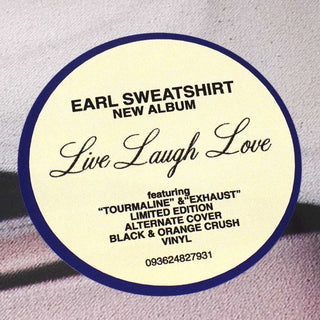 EARL SWEATSHIRT
NEW ALBUM
Live Laugh Love
featuring
"TOURMALINE" & "EXHAUST"
LIMITED EDITION
ALTERNATE COVER
BLACK & ORANGE CRUSH
VINYL
093624827931